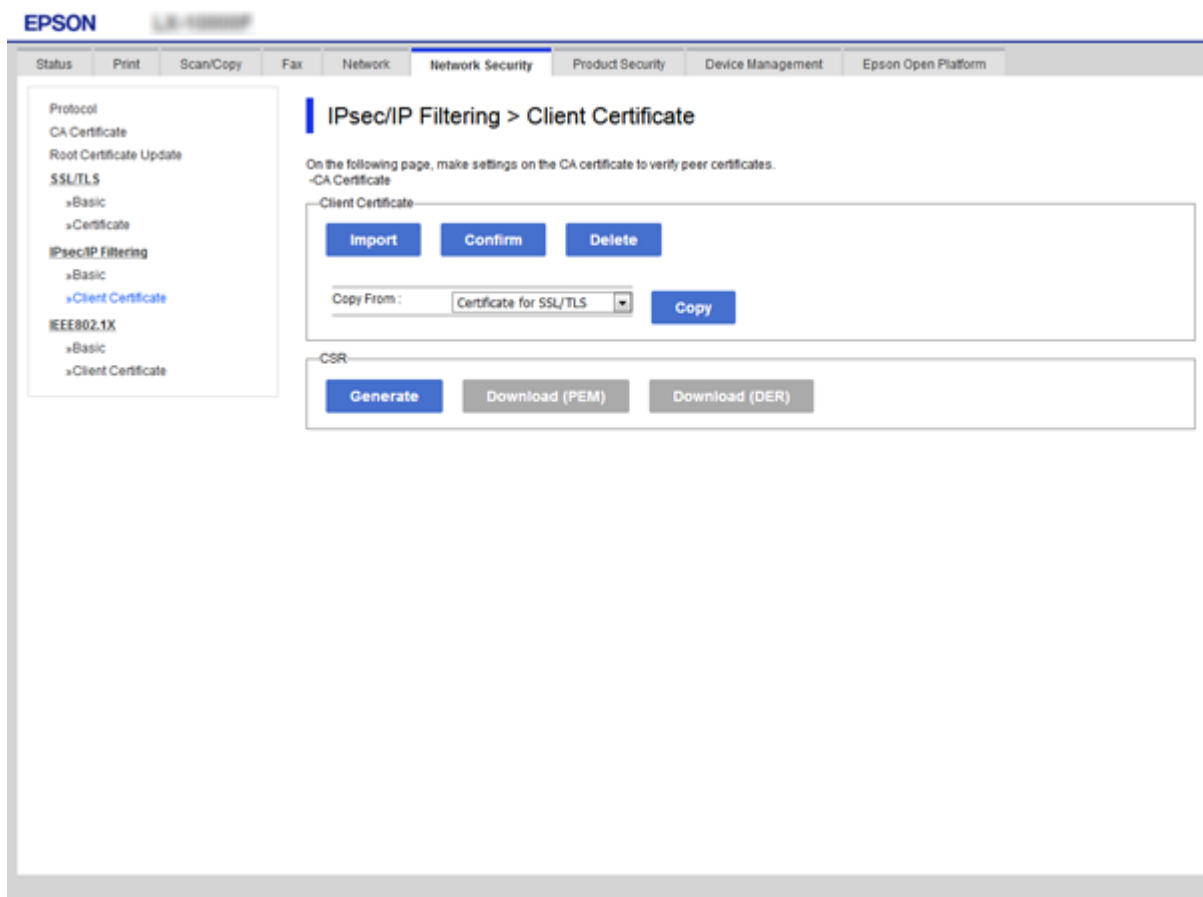 EPSON
Status Print Scan/Copy Fax Network Network Security Product Security Device Management Epson Open Platform
Protocol
CA Certificate
Root Certificate Update
SSL/TLS
»Basic
»Certificate
IPsec/IP Filtering
»Basic
»Client Certificate
IEEE802.1X
»Basic
»Client Certificate
IPsec/IP Filtering > Client Certificate
On the following page, make settings on the CA certificate to verify peer certificates.
-CA Certificate
Client Certificate
Import Confirm Delete
Copy From : Certificate for SSL/TLS Copy
CSR
Generate Download (PEM) Download (DER)